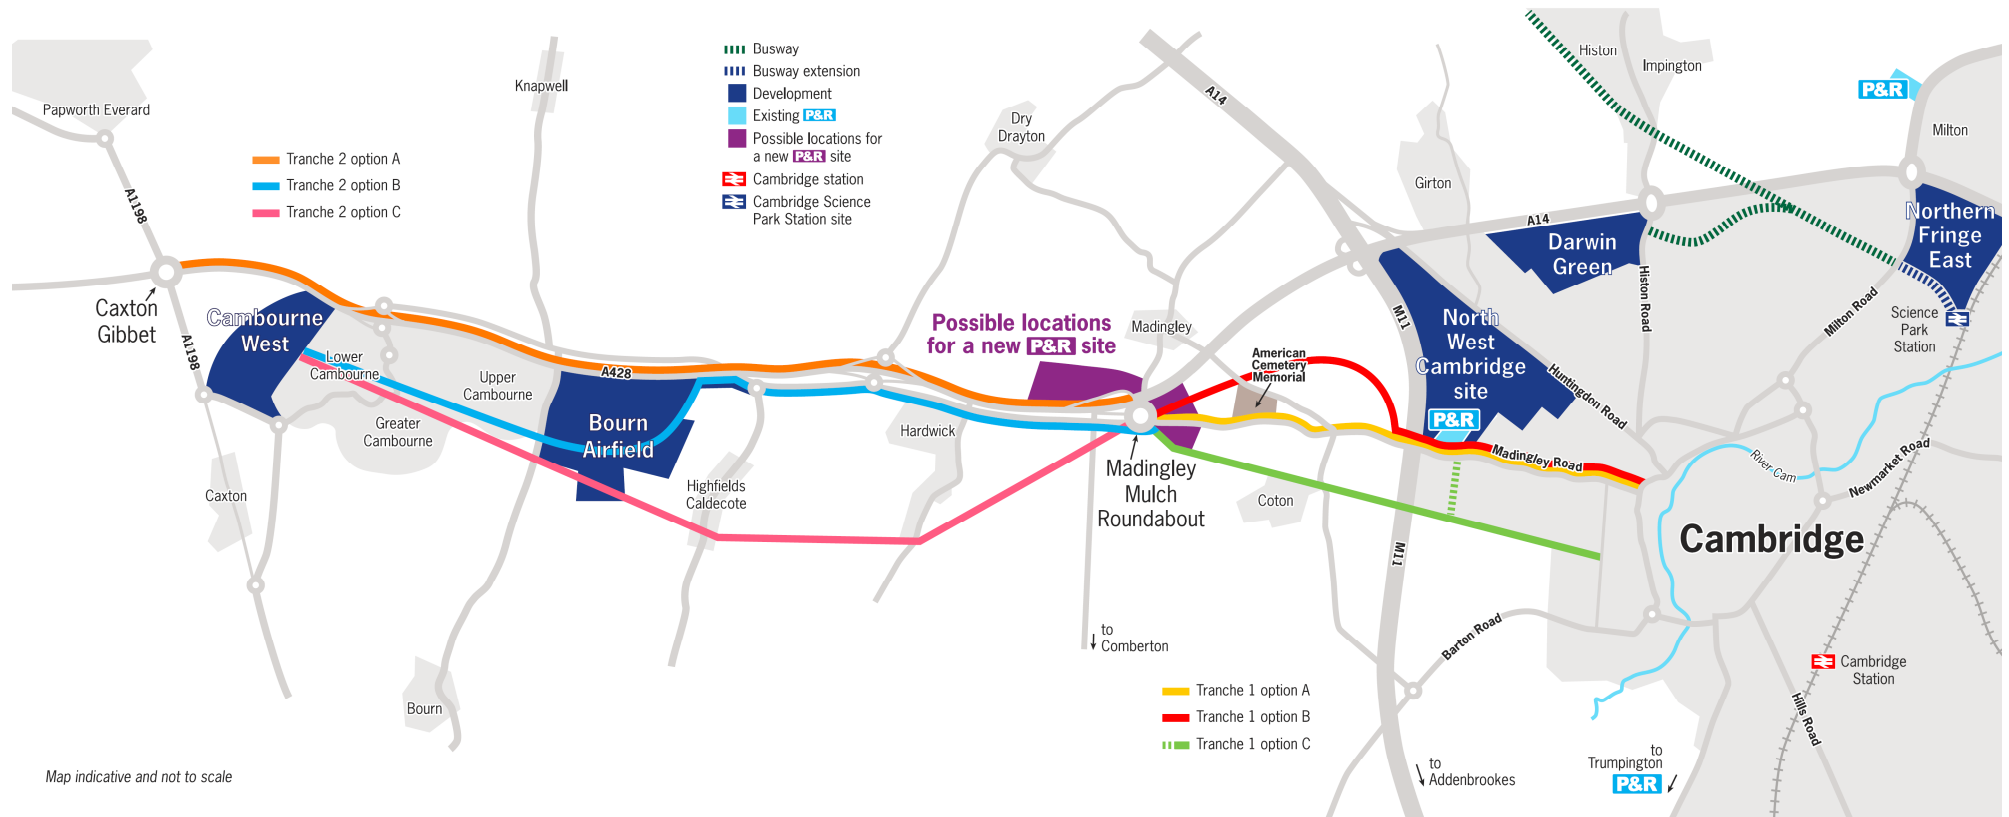 Busway
Busway extension
Development
Existing P&R
Possible locations for
a new P&R site
Cambridge station
Cambridge Science
Park Station site
Tranche 2 option A
Tranche 2 option B
Tranche 2 option C
Papworth Everard
Knapwell
Dry
Drayton
A14
Girton
Histon
Impington
P&R
Milton
A1198
Caxton
Gibbet
A1198
Cambourne
West
Lower
Cambourne
Upper
Cambourne
Greater
Cambourne
A428
Bourn
Airfield
Highfields
Caldecote
Caxton
Bourn
Hardwick
Possible locations
for a new P&R site
Madingley
American
Cemetery
Memorial
Madingley
Mulch
Roundabout
Coton
to
Comberton
M11
M11
A14
Darwin
Green
Histon Road
North
West
Cambridge
site
P&R
Huntingdon Road
Madingley Road
Milton Road
Northern
Fringe
East
Science
Park
Station
River Cam
Newmarket Road
Cambridge
Barton Road
Cambridge
Station
Hills Road
to
Trumpington
P&R
to
Addenbrookes
Tranche 1 option A
Tranche 1 option B
Tranche 1 option C
Map indicative and not to scale